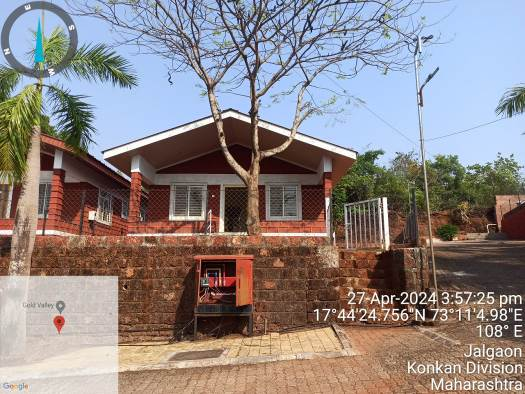 N
E
S
W
Gold Valley
Google
27-Apr-2024 3:57:25 pm
17°44'24.756"N 73°11'4.98"E
108° E
Jalgaon
Konkan Division
Maharashtra